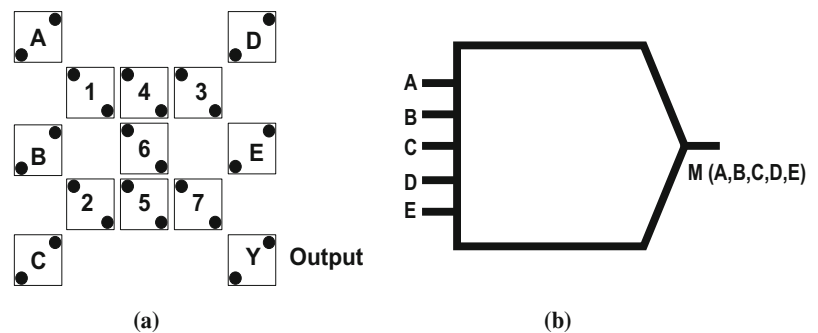 A D
1 4 3
B 6 E
2 5 7
C Y Output
(a)
A
B
C
D
E
M (A,B,C,D,E)
(b)